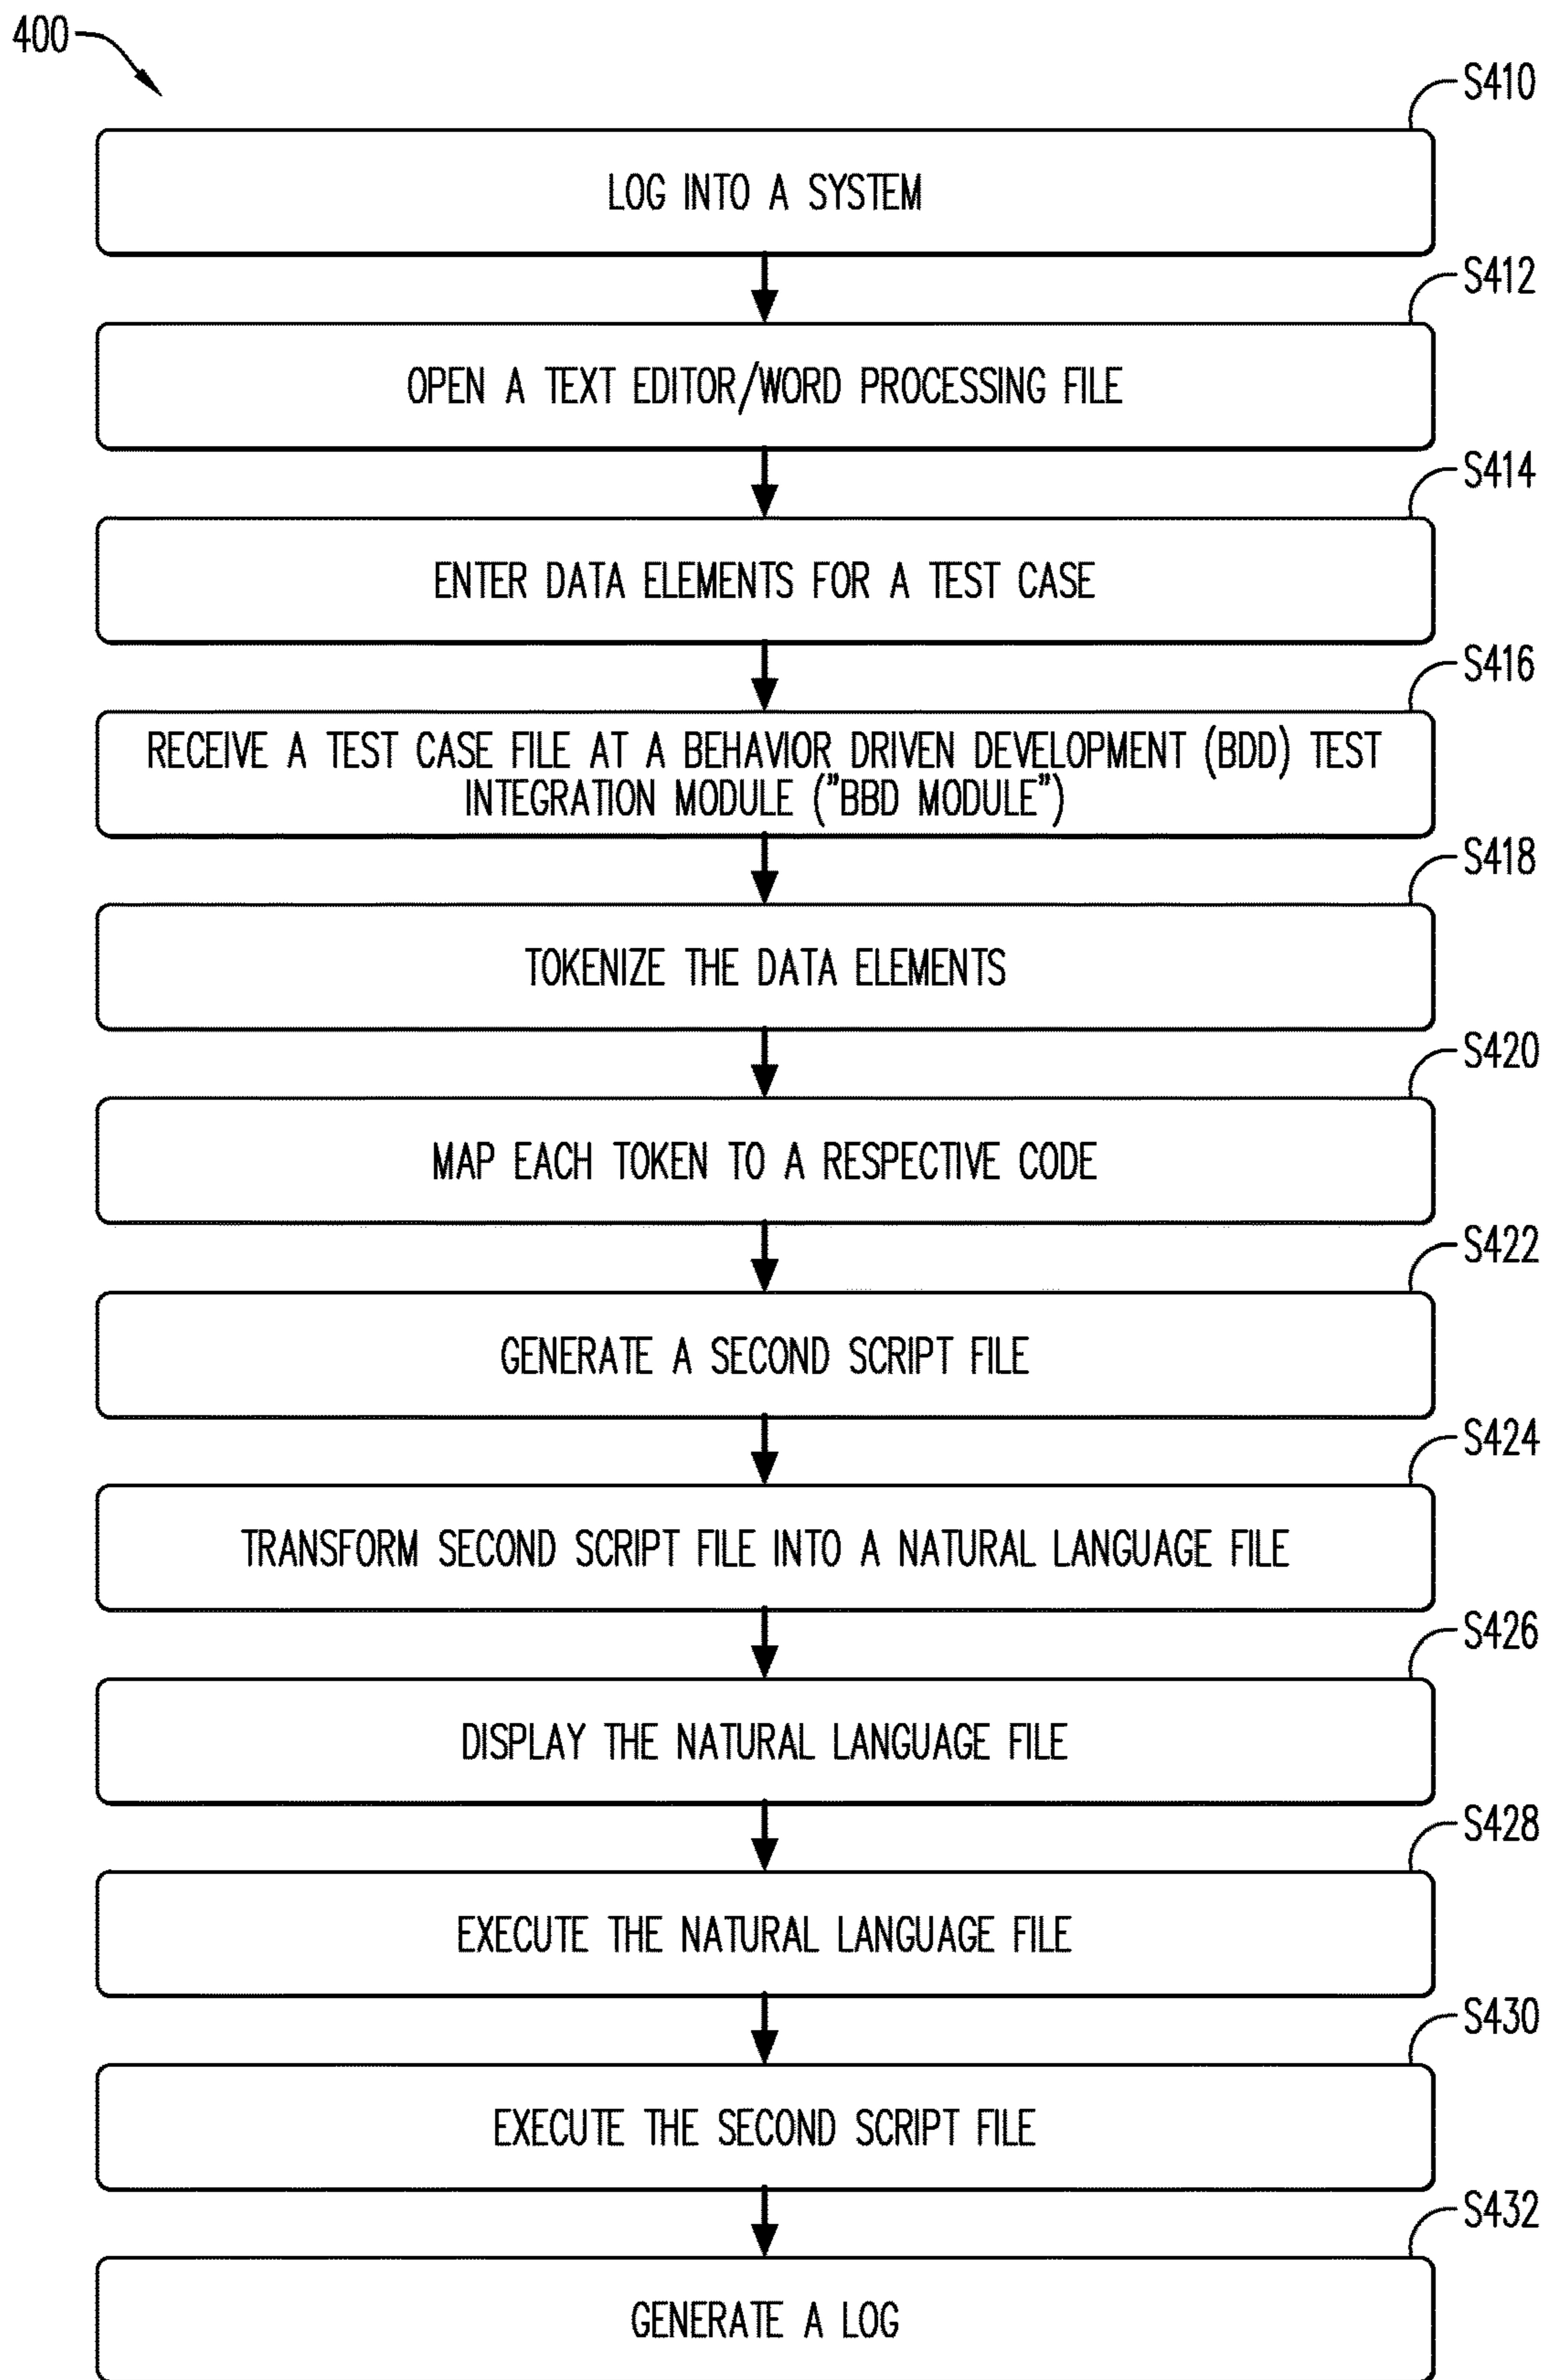 400
S410
LOG INTO A SYSTEM
S412
OPEN A TEXT EDITOR/WORD PROCESSING FILE
S414
ENTER DATA ELEMENTS FOR A TEST CASE
S416
RECEIVE A TEST CASE FILE AT A BEHAVIOR DRIVEN DEVELOPMENT (BDD) TEST
INTEGRATION MODULE ("BBD MODULE")
S418
TOKENIZE THE DATA ELEMENTS
S420
MAP EACH TOKEN TO A RESPECTIVE CODE
S422
GENERATE A SECOND SCRIPT FILE
S424
TRANSFORM SECOND SCRIPT FILE INTO A NATURAL LANGUAGE FILE
S426
DISPLAY THE NATURAL LANGUAGE FILE
S428
EXECUTE THE NATURAL LANGUAGE FILE
S430
EXECUTE THE SECOND SCRIPT FILE
S432
GENERATE A LOG